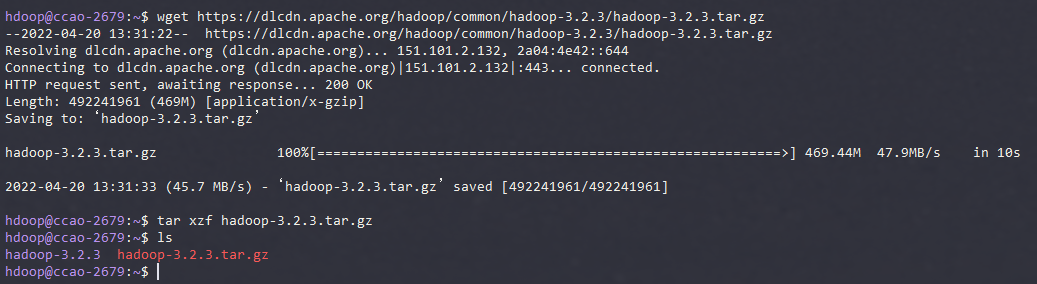 hdoop@ccao-2679:~$ wget https://dlcdn.apache.org/hadoop/common/hadoop-3.2.3/hadoop-3.2.3.tar.gz
--2022-04-20 13:31:22--  https://dlcdn.apache.org/hadoop/common/hadoop-3.2.3/hadoop-3.2.3.tar.gz
Resolving dlcdn.apache.org (dlcdn.apache.org)... 151.101.2.132, 2a04:4e42::644
Connecting to dlcdn.apache.org (dlcdn.apache.org)|151.101.2.132|:443... connected.
HTTP request sent, awaiting response... 200 OK
Length: 492241961 (469M) [application/x-gzip]
Saving to: ‘hadoop-3.2.3.tar.gz’
hadoop-3.2.3.tar.gz 100%[===========================================================>] 469.44M 47.9MB/s in 10s
2022-04-20 13:31:33 (45.7 MB/s) - ‘hadoop-3.2.3.tar.gz’ saved [492241961/492241961]
hdoop@ccao-2679:~$ tar xzf hadoop-3.2.3.tar.gz
hdoop@ccao-2679:~$ ls
hadoop-3.2.3  hadoop-3.2.3.tar.gz
hdoop@ccao-2679:~$